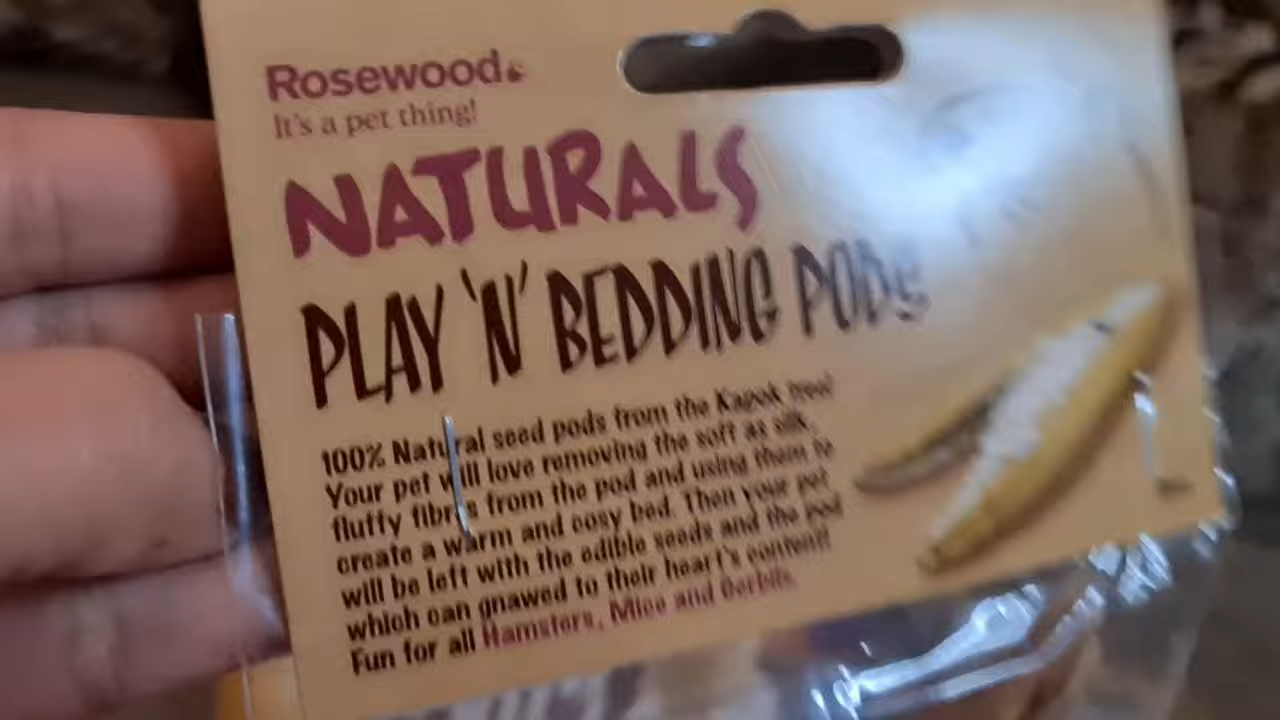 Rosewood
It's a pet thing!
NATURALS
PLAY 'N' BEDDING PODS
100% Natural seed pods from the Kapok tree!
Your pet will love removing the soft as silk,
fluffy fibres from the pod and using them to
create a warm and cosy bed. Then your pet
will be left with the edible seeds and the pod
which can gnawed to their heart's content!
Fun for all Hamsters, Mice and Gerbils.